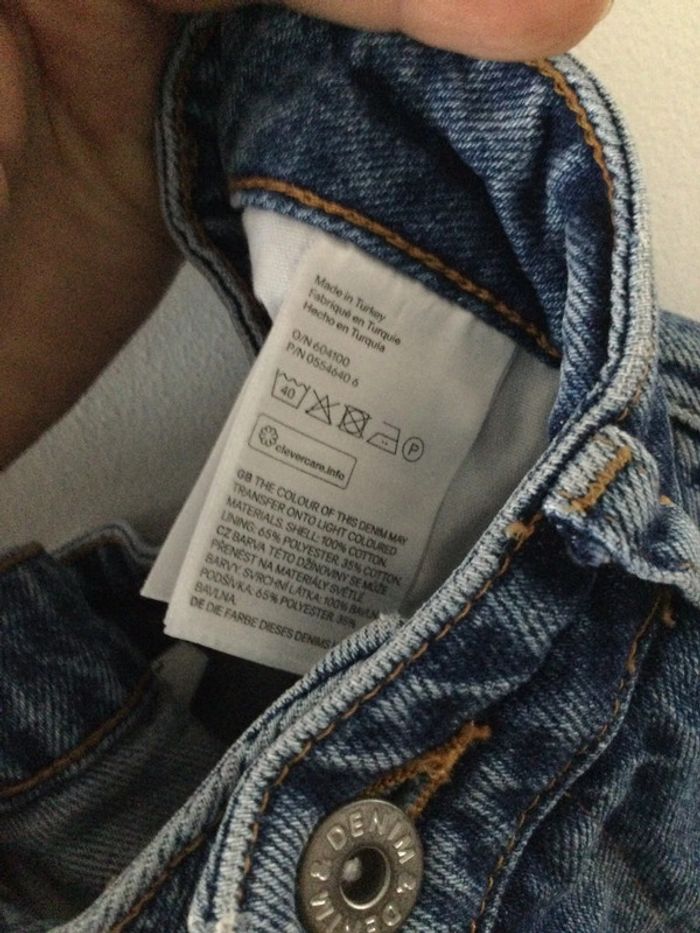 Made in Turkey
Fabriqué en Turquie
Hecho en Turquía
O/N 604100
P/N 0554640 6
40
P
clevercare.info
GB THE COLOUR OF THIS DENIM MAY
TRANSFER ONTO LIGHT COLOURED
MATERIALS. SHELL: 100% COTTON.
LINING: 65% POLYESTER. 35% COTTON.
CZ BARVA TÉTO DŽÍNOVINY SE MŮŽE
PŘENÉST NA MATERIÁLY SVĚTLÉ
BARVY. SVRCHNÍ LÁTKA: 100% BAVLNA.
PODŠÍVKA: 65% POLYESTER. 35%
BAVLNA.
DE DIE FARBE DIESES DENIMS
DENIM & DENIM &